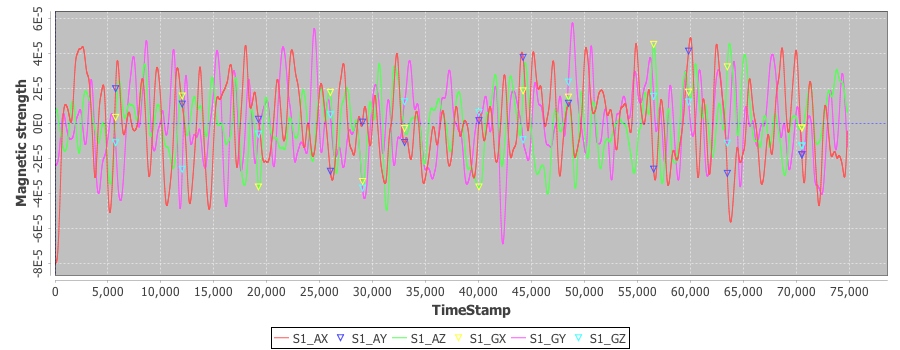 Magnetic strength
6E-5
4E-5
2E-5
0E0
-2E-5
-4E-5
-6E-5
-8E-5
0 5,000 10,000 15,000 20,000 25,000 30,000 35,000 40,000 45,000 50,000 55,000 60,000 65,000 70,000 75,000
TimeStamp
S1_AX S1_AY S1_AZ S1_GX S1_GY S1_GZ